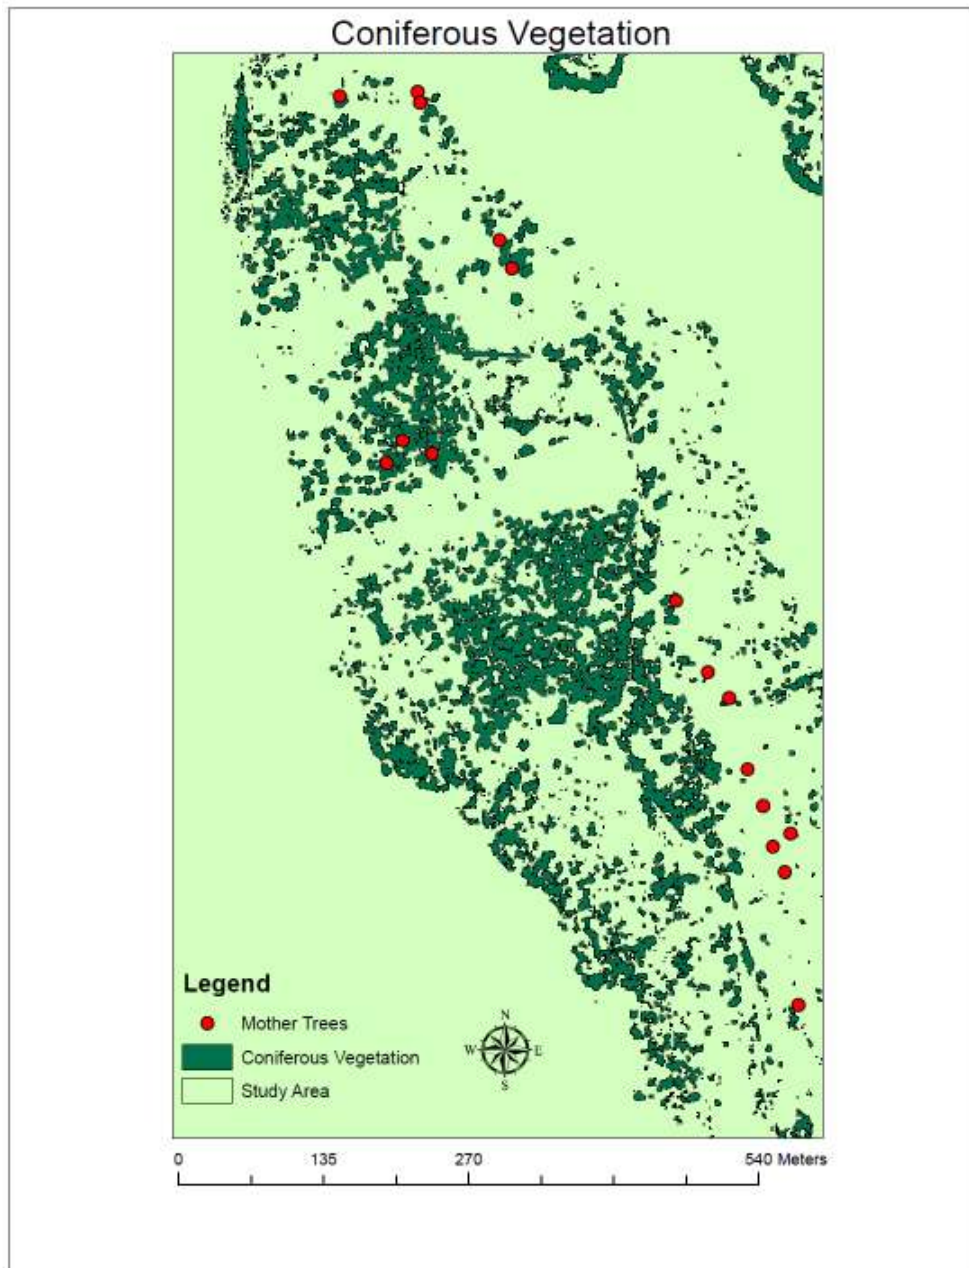 Coniferous Vegetation
Legend
Mother Trees
Coniferous Vegetation
Study Area
N
W E
S
0 135 270 540 Meters